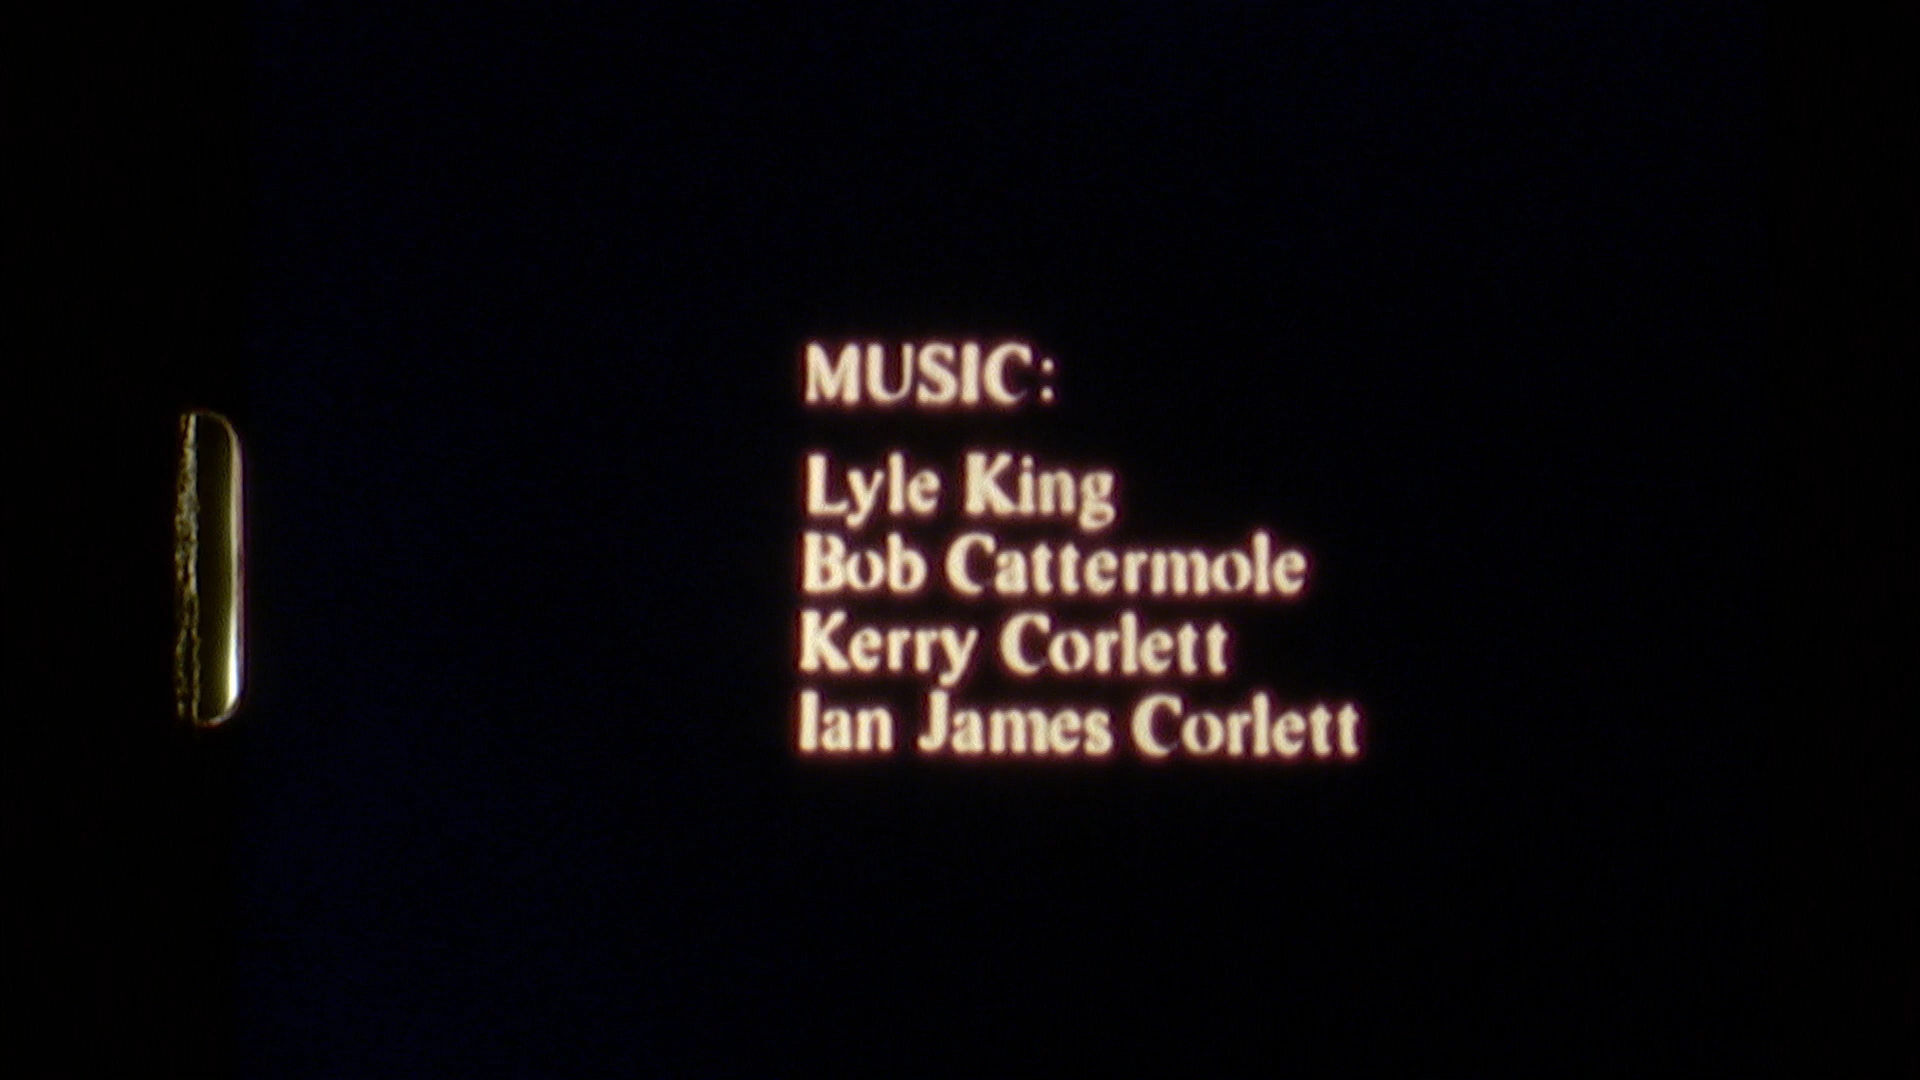 MUSIC:
Lyle King
Bob Cattermole
Kerry Corlett
Ian James Corlett